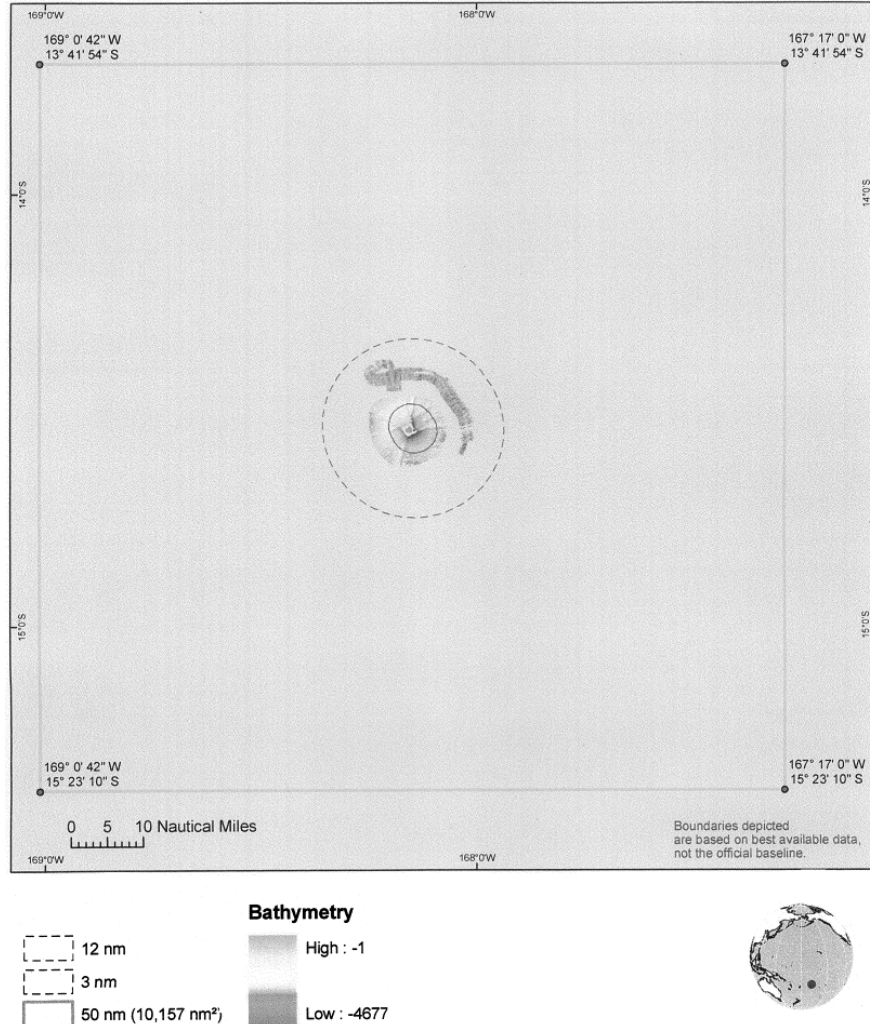 169°0'W
168°0'W
169° 0' 42" W
13° 41' 54" S
167° 17' 0" W
13° 41' 54" S
14°0'S
14°0'S
15°0'S
15°0'S
169° 0' 42" W
15° 23' 10" S
167° 17' 0" W
15° 23' 10" S
0 5 10 Nautical Miles
Boundaries depicted
are based on best available data,
not the official baseline.
169°0'W
168°0'W
Bathymetry
12 nm
High : -1
3 nm
50 nm (10,157 nm²)
Low : -4677